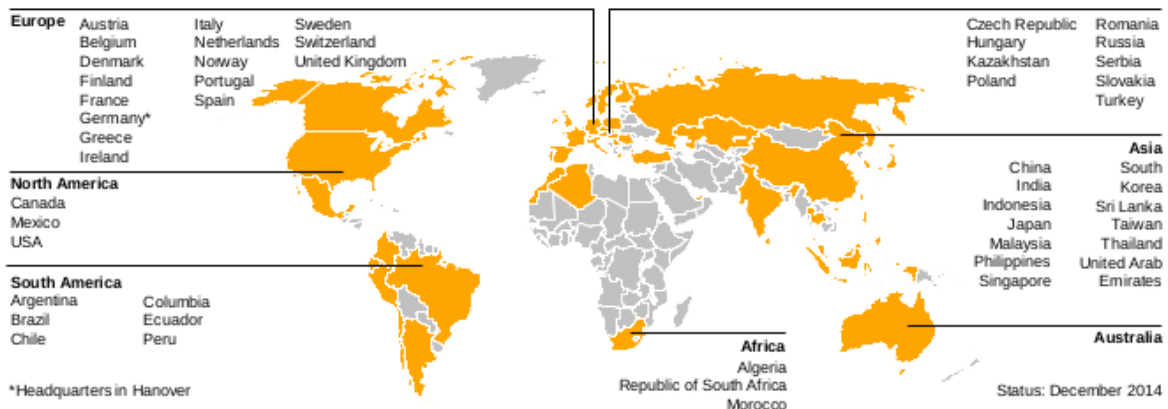 Europe
Austria
Belgium
Denmark
Finland
France
Germany*
Greece
Ireland
Italy
Netherlands
Norway
Portugal
Spain
Sweden
Switzerland
United Kingdom
Czech Republic
Hungary
Kazakhstan
Poland
Romania
Russia
Serbia
Slovakia
Turkey
North America
Canada
Mexico
USA
South America
Argentina
Brazil
Chile
Columbia
Ecuador
Peru
Africa
Algeria
Republic of South Africa
Morocco
Asia
China
India
Indonesia
Japan
Malaysia
Philippines
Singapore
South
Korea
Sri Lanka
Taiwan
Thailand
United Arab
Emirates
Australia
*Headquarters in Hanover
Status: December 2014